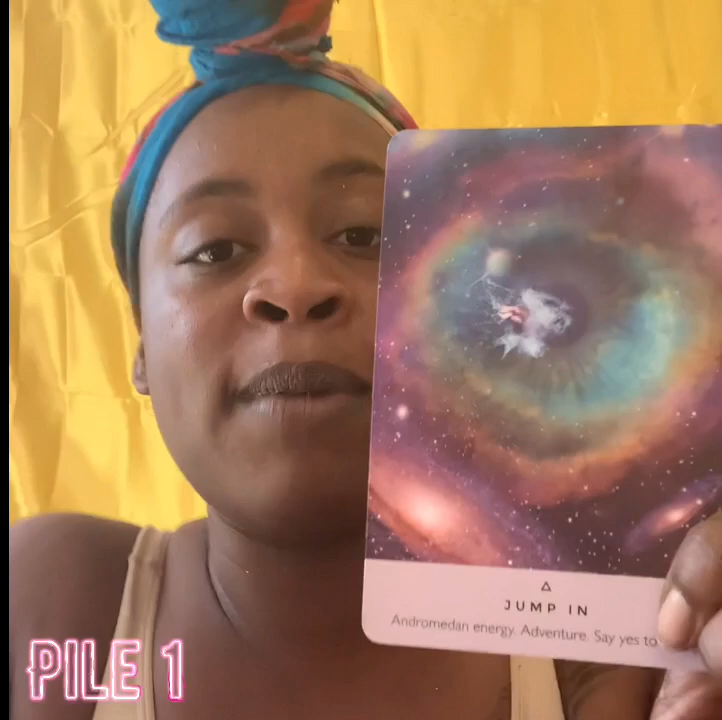 JUMP IN
Andromedan energy. Adventure. Say yes to
PILE 1